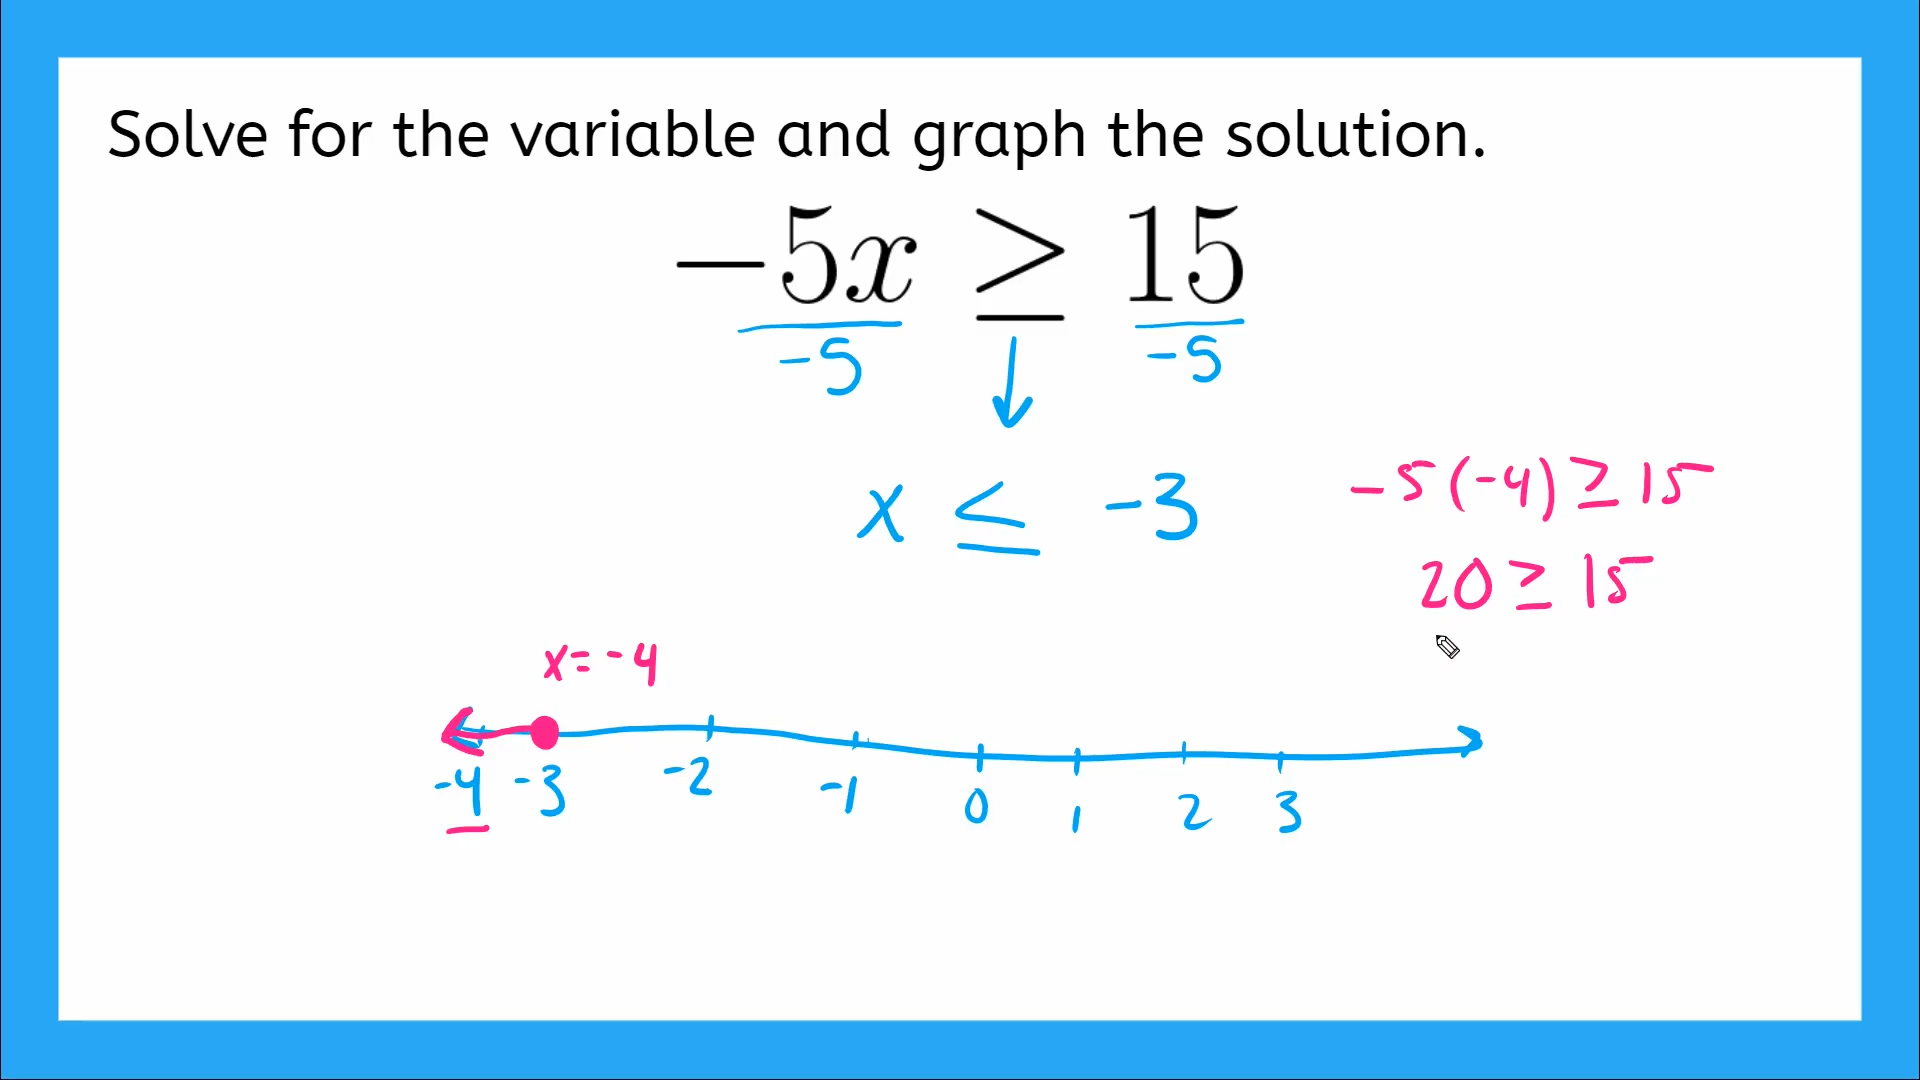 Solve for the variable and graph the solution.
−5x ≥ 15
-5 -5
x ≤ -3
-5(-4) ≥ 15
20 ≥ 15
x = -4
-4 -3 -2 -1 0 1 2 3